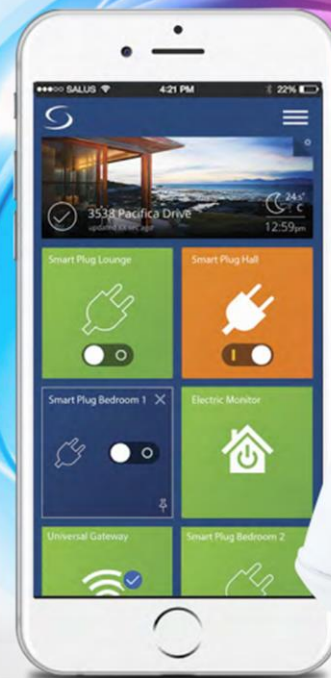 SALUS
4:21 PM
22%
3538 Pacifica Drive
24.5°
C
12:59pm
Smart Plug Lounge
Smart Plug Hall
Smart Plug Bedroom 1
Electric Monitor
Universal Gateway
Smart Plug Bedroom 2